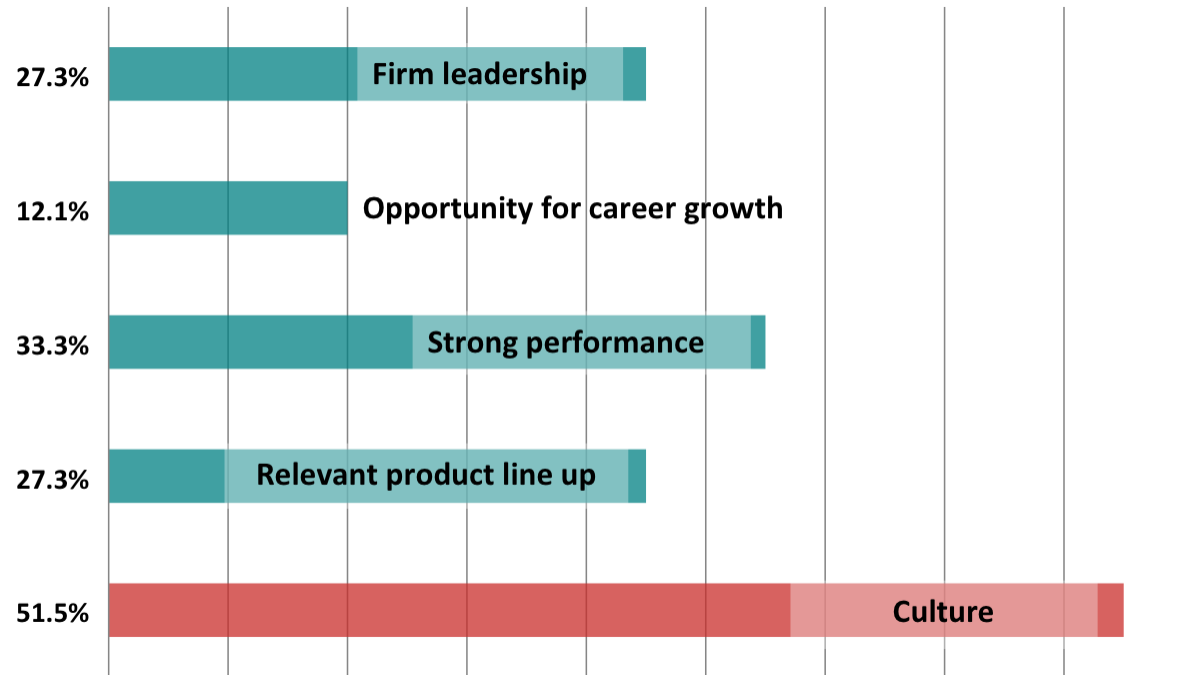 27.3% Firm leadership
12.1% Opportunity for career growth
33.3% Strong performance
27.3% Relevant product line up
51.5% Culture